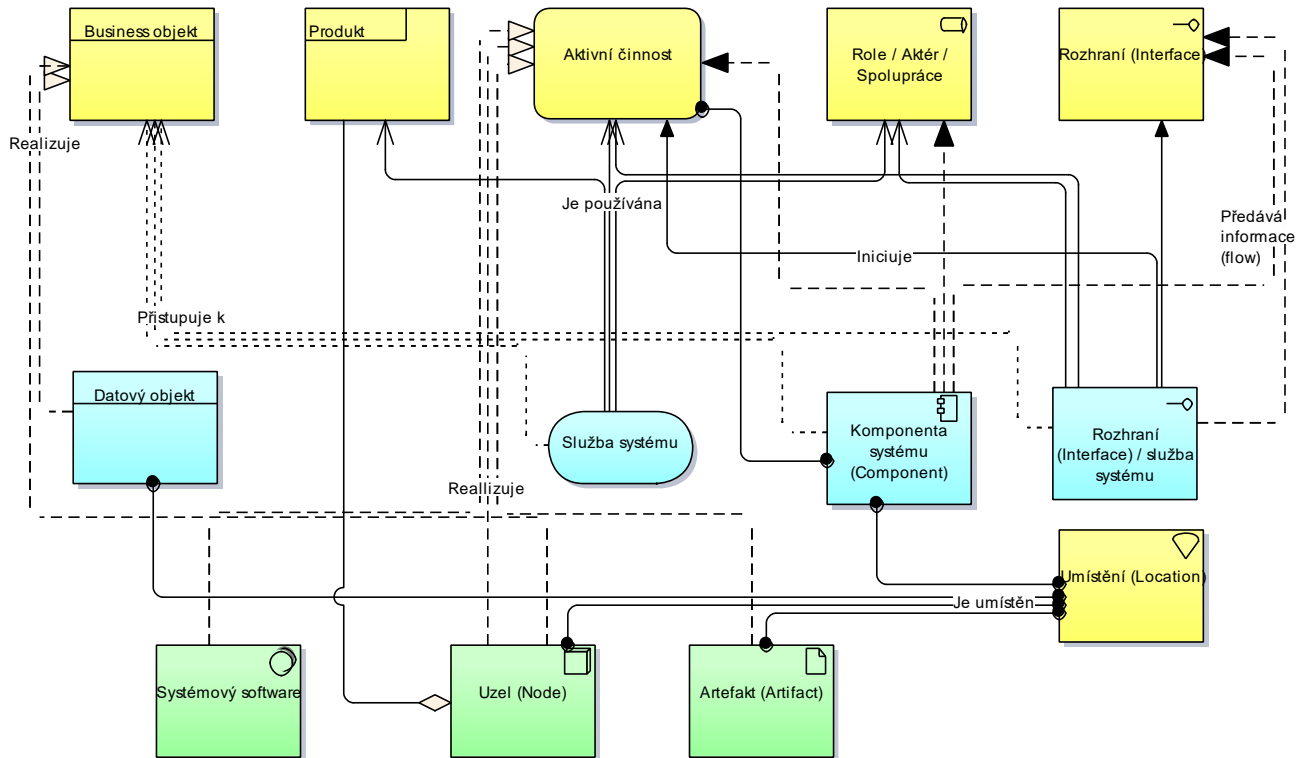 Business objekt
Produkt
Aktivní činnost
Role / Aktér /
Spolupráce
Rozhraní (Interface)
Realizuje
Je používána
Předává
informace
(flow)
Iniciuje
Přistupuje k
Datový objekt
Služba systému
Komponenta
systému
(Component)
Rozhraní
(Interface) / služba
systému
Reallizuje
Umístění (Location)
Je umístěn
Systémový software
Uzel (Node)
Artefakt (Artifact)